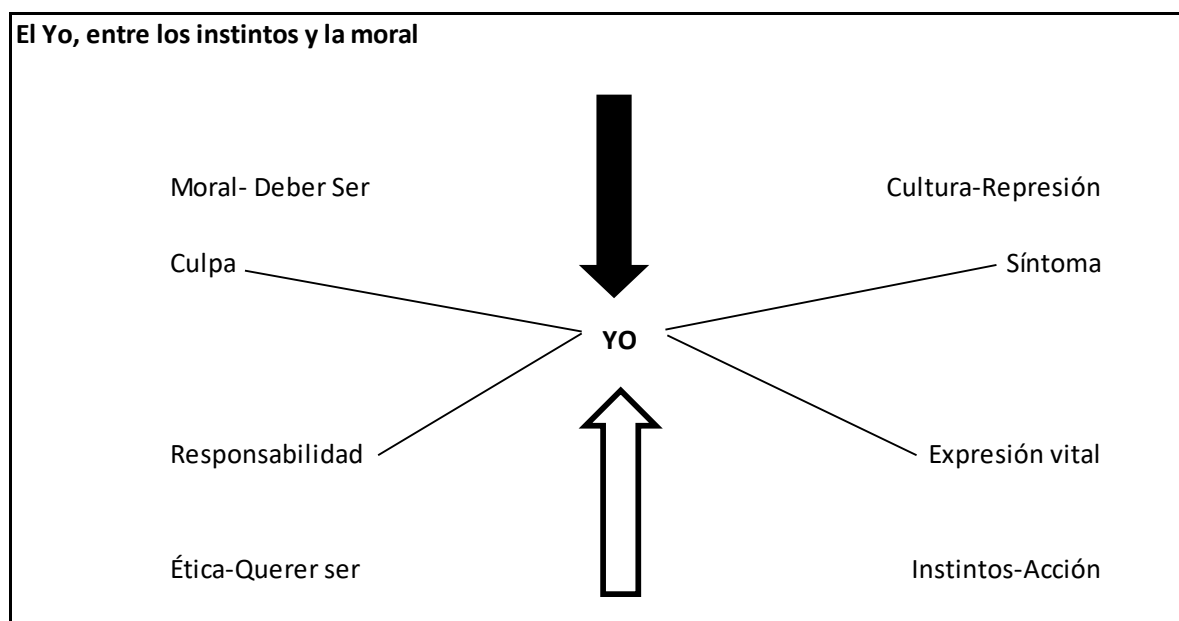 El Yo, entre los instintos y la moral
Moral- Deber Ser
Cultura-Represión
Culpa
Síntoma
YO
Responsabilidad
Expresión vital
Ética-Querer ser
Instintos-Acción